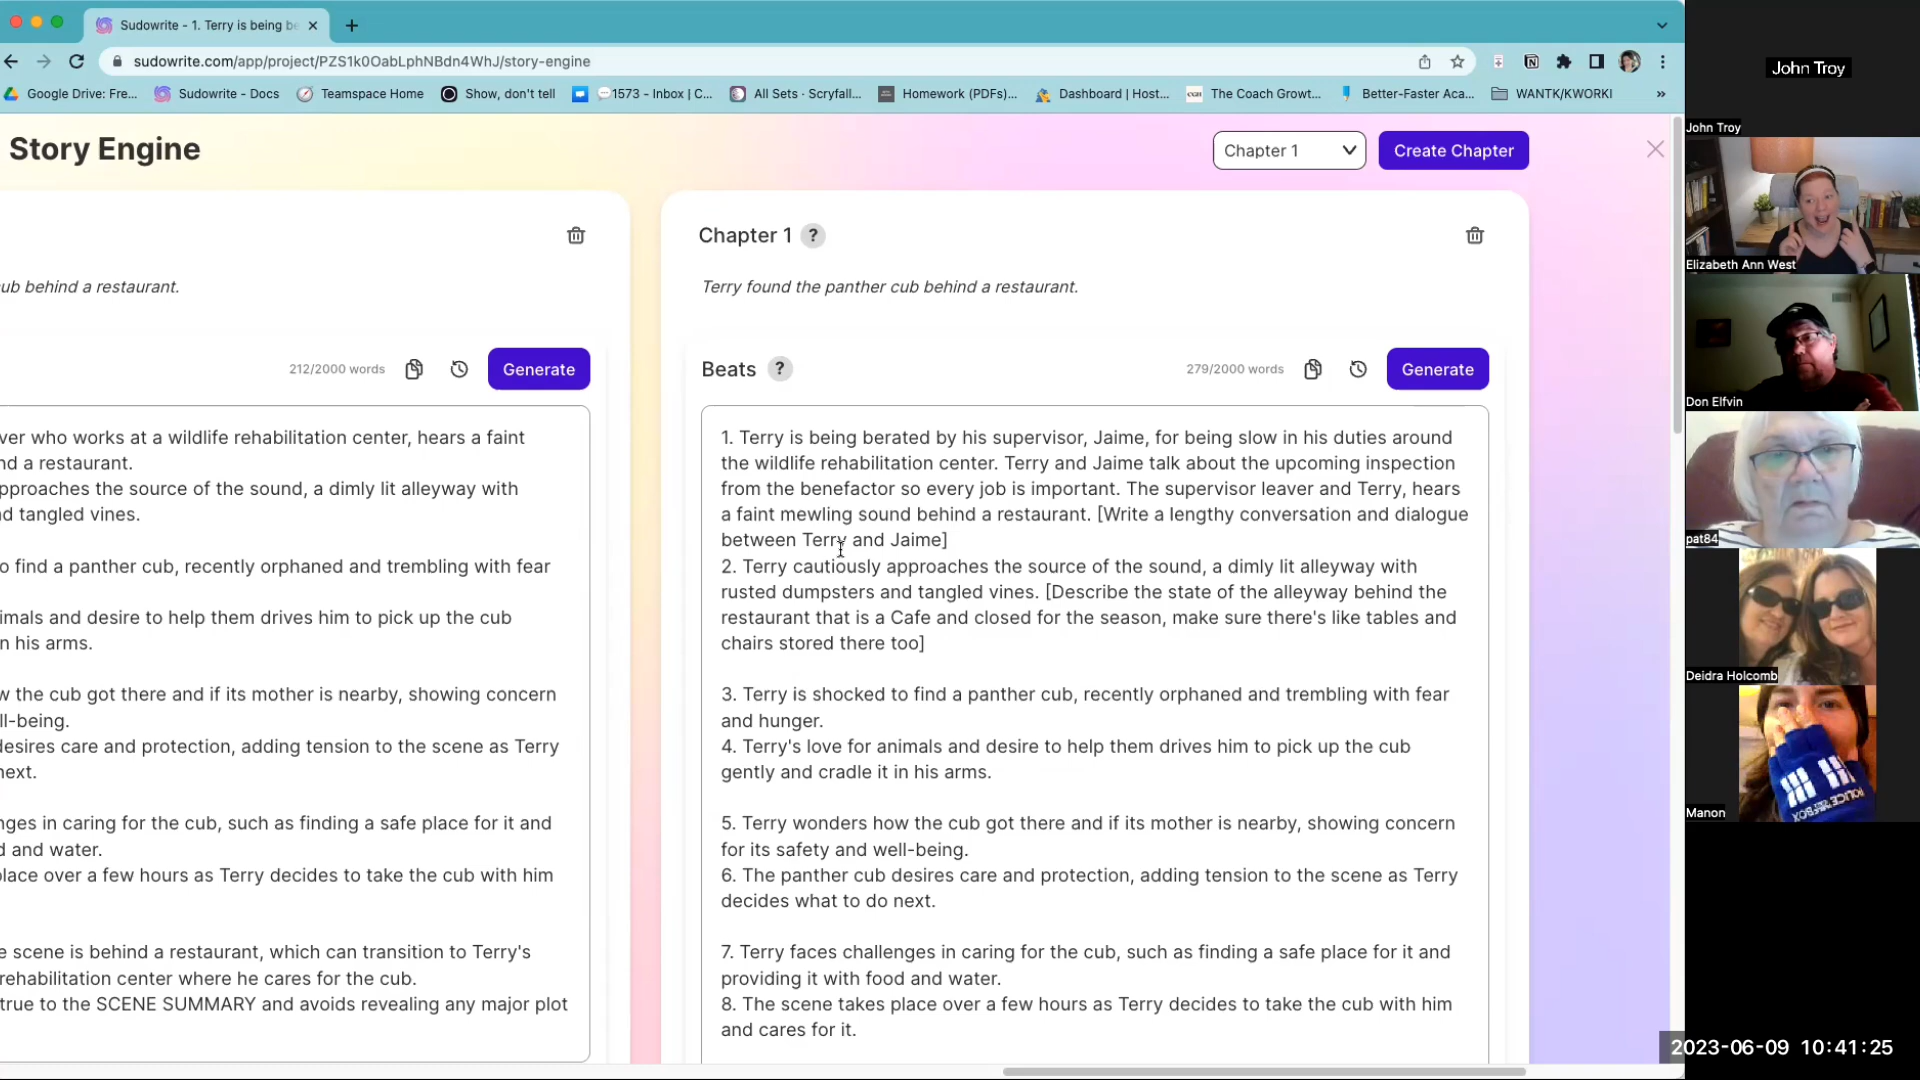 Sudowrite - 1. Terry is being be
sudowrite.com/app/project/PZS1k0OabLphNBdn4WhJ/story-engine
Google Drive: Fre...
Sudowrite - Docs
Teamspace Home
Show, don't tell
1573 - Inbox | C...
All Sets · Scryfall...
Homework (PDFs)...
Dashboard | Host...
The Coach Growt...
Better-Faster Aca...
WANTK/KWORKI
»
Story Engine
Chapter 1
Create Chapter
ub behind a restaurant.
212/2000 words
Generate
ver who works at a wildlife rehabilitation center, hears a faint
nd a restaurant.
pproaches the source of the sound, a dimly lit alleyway with
nd tangled vines.
o find a panther cub, recently orphaned and trembling with fear
imals and desire to help them drives him to pick up the cub
n his arms.
w the cub got there and if its mother is nearby, showing concern
ll-being.
desires care and protection, adding tension to the scene as Terry
next.
nges in caring for the cub, such as finding a safe place for it and
d and water.
place over a few hours as Terry decides to take the cub with him
e scene is behind a restaurant, which can transition to Terry's
rehabilitation center where he cares for the cub.
true to the SCENE SUMMARY and avoids revealing any major plot
Chapter 1 ?
Terry found the panther cub behind a restaurant.
Beats ?
279/2000 words
Generate
1. Terry is being berated by his supervisor, Jaime, for being slow in his duties around
the wildlife rehabilitation center. Terry and Jaime talk about the upcoming inspection
from the benefactor so every job is important. The supervisor leaver and Terry, hears
a faint mewling sound behind a restaurant. [Write a lengthy conversation and dialogue
between Terry and Jaime]
2. Terry cautiously approaches the source of the sound, a dimly lit alleyway with
rusted dumpsters and tangled vines. [Describe the state of the alleyway behind the
restaurant that is a Cafe and closed for the season, make sure there's like tables and
chairs stored there too]
3. Terry is shocked to find a panther cub, recently orphaned and trembling with fear
and hunger.
4. Terry's love for animals and desire to help them drives him to pick up the cub
gently and cradle it in his arms.
5. Terry wonders how the cub got there and if its mother is nearby, showing concern
for its safety and well-being.
6. The panther cub desires care and protection, adding tension to the scene as Terry
decides what to do next.
7. Terry faces challenges in caring for the cub, such as finding a safe place for it and
providing it with food and water.
8. The scene takes place over a few hours as Terry decides to take the cub with him
and cares for it.
John Troy
John Troy
Elizabeth Ann West
Don Elfvin
pat84
Deidra Holcomb
POLICE BOX
Manon
2023-06-09 10:41:25